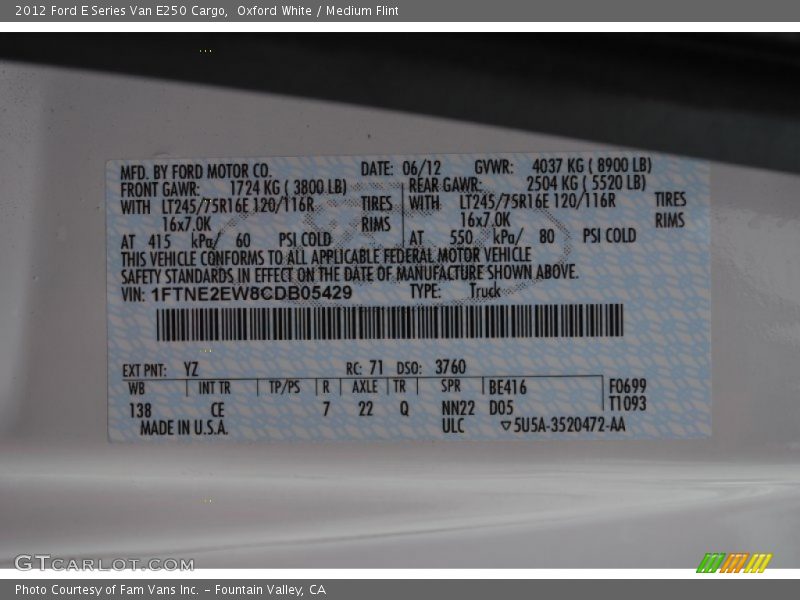 2012 Ford E Series Van E250 Cargo,  Oxford White / Medium Flint
MFD. BY FORD MOTOR CO. DATE: 06/12 GVWR: 4037 KG ( 8900 LB)
FRONT GAWR: 1724 KG ( 3800 LB) REAR GAWR: 2504 KG ( 5520 LB)
WITH LT245/75R16E 120/116R TIRES WITH LT245/75R16E 120/116R TIRES
16x7.0K RIMS 16x7.0K RIMS
AT 415 kPa/ 60 PSI COLD AT 550 kPa/ 80 PSI COLD
THIS VEHICLE CONFORMS TO ALL APPLICABLE FEDERAL MOTOR VEHICLE
SAFETY STANDARDS IN EFFECT ON THE DATE OF MANUFACTURE SHOWN ABOVE.
VIN: 1FTNE2EW8CDB05429 TYPE: Truck
EXT PNT: YZ RC: 71 DSO: 3760
WB INT TR TP/PS R AXLE TR SPR BE416 F0699
138 CE 7 22 Q NN22 D05 T1093
MADE IN U.S.A. ULC ▽5U5A-3520472-AA
GTCARLOT.COM
Photo Courtesy of Fam Vans Inc. - Fountain Valley, CA